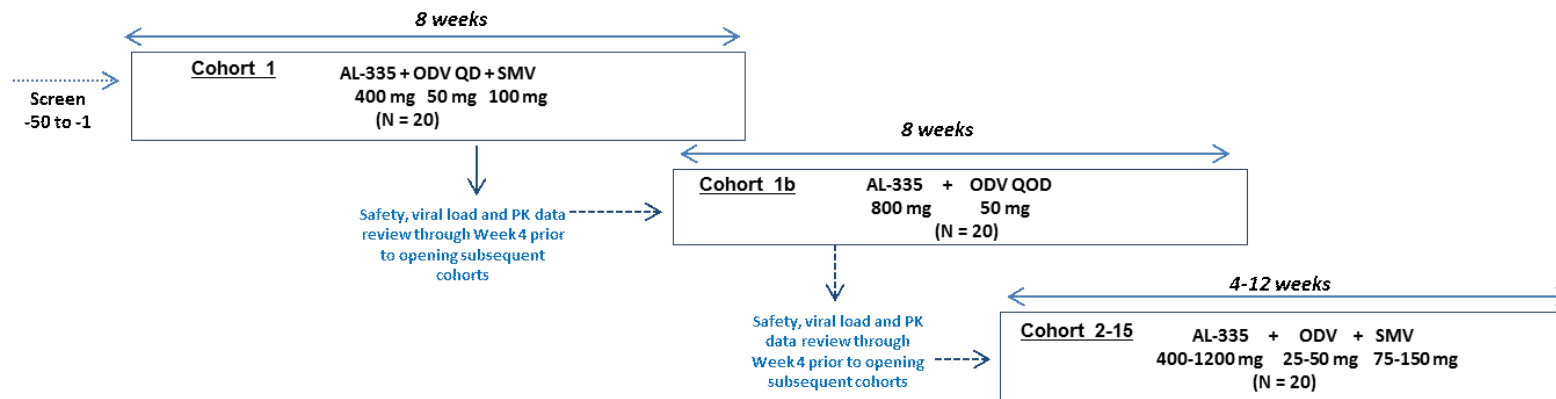 8 weeks
Screen
-50 to -1
Cohort 1 AL-335 + ODV QD + SMV
400 mg 50 mg 100 mg
(N = 20)
Safety, viral load and PK data
review through Week 4 prior
to opening subsequent
cohorts
8 weeks
Cohort 1b AL-335 + ODV QOD
800 mg 50 mg
(N = 20)
Safety, viral load and PK
data review through
Week 4 prior to opening
subsequent cohorts
4-12 weeks
Cohort 2-15 AL-335 + ODV + SMV
400-1200 mg 25-50 mg 75-150 mg
(N = 20)